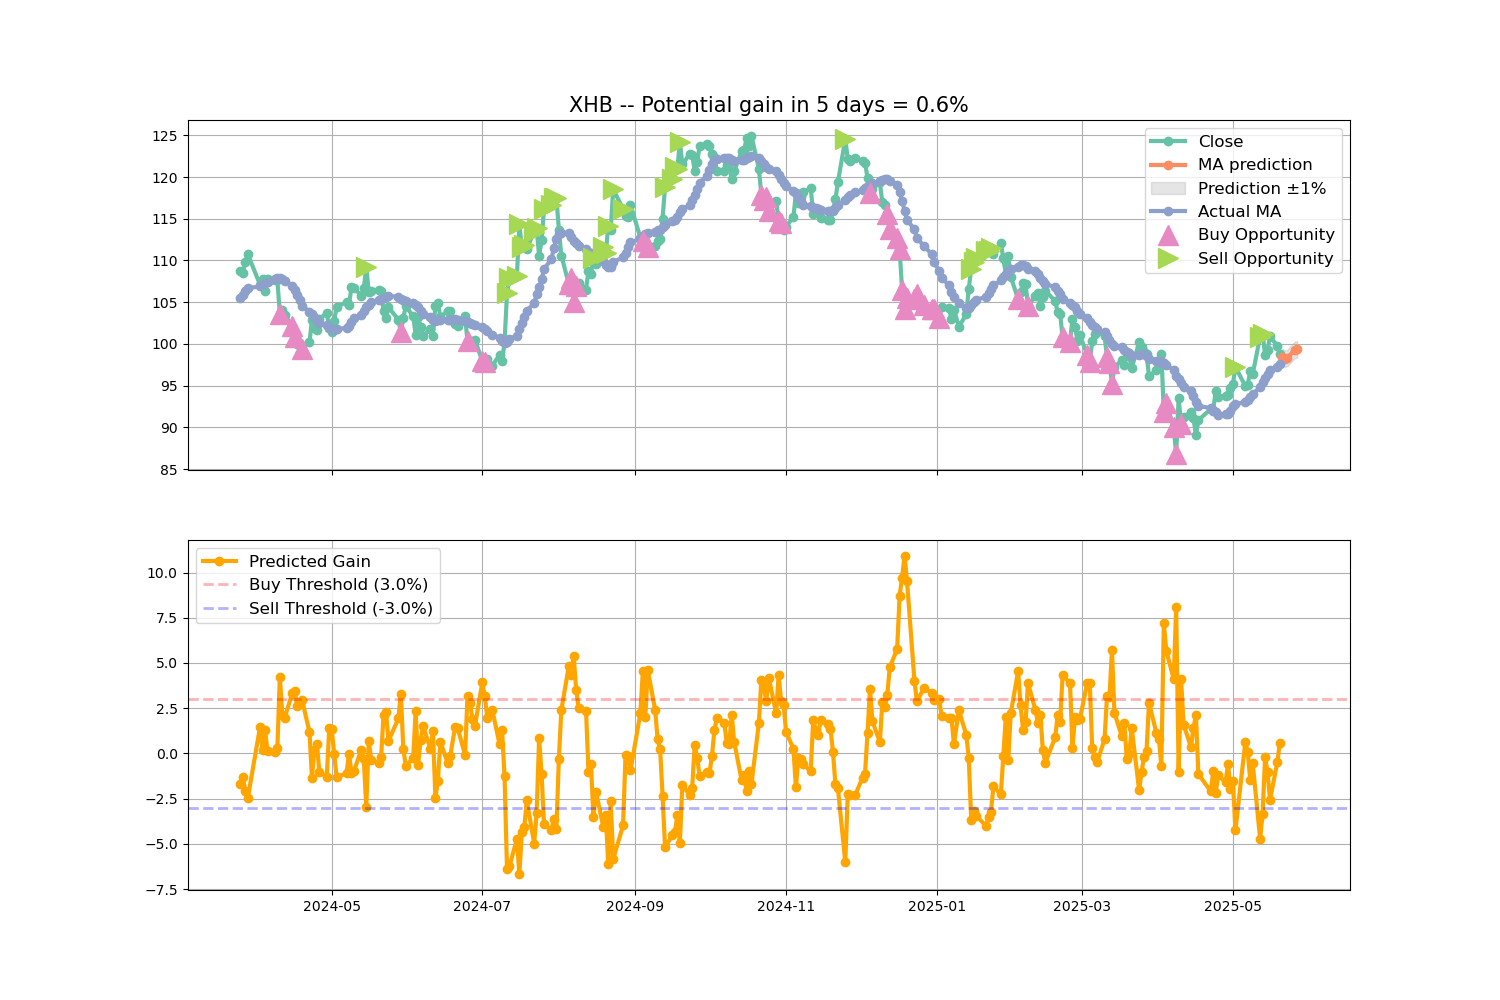 XHB -- Potential gain in 5 days = 0.6%
125
120
115
110
105
100
95
90
85
Close
MA prediction
Prediction ±1%
Actual MA
Buy Opportunity
Sell Opportunity
10.0
7.5
5.0
2.5
0.0
−2.5
−5.0
−7.5
Predicted Gain
Buy Threshold (3.0%)
Sell Threshold (-3.0%)
2024-05
2024-07
2024-09
2024-11
2025-01
2025-03
2025-05